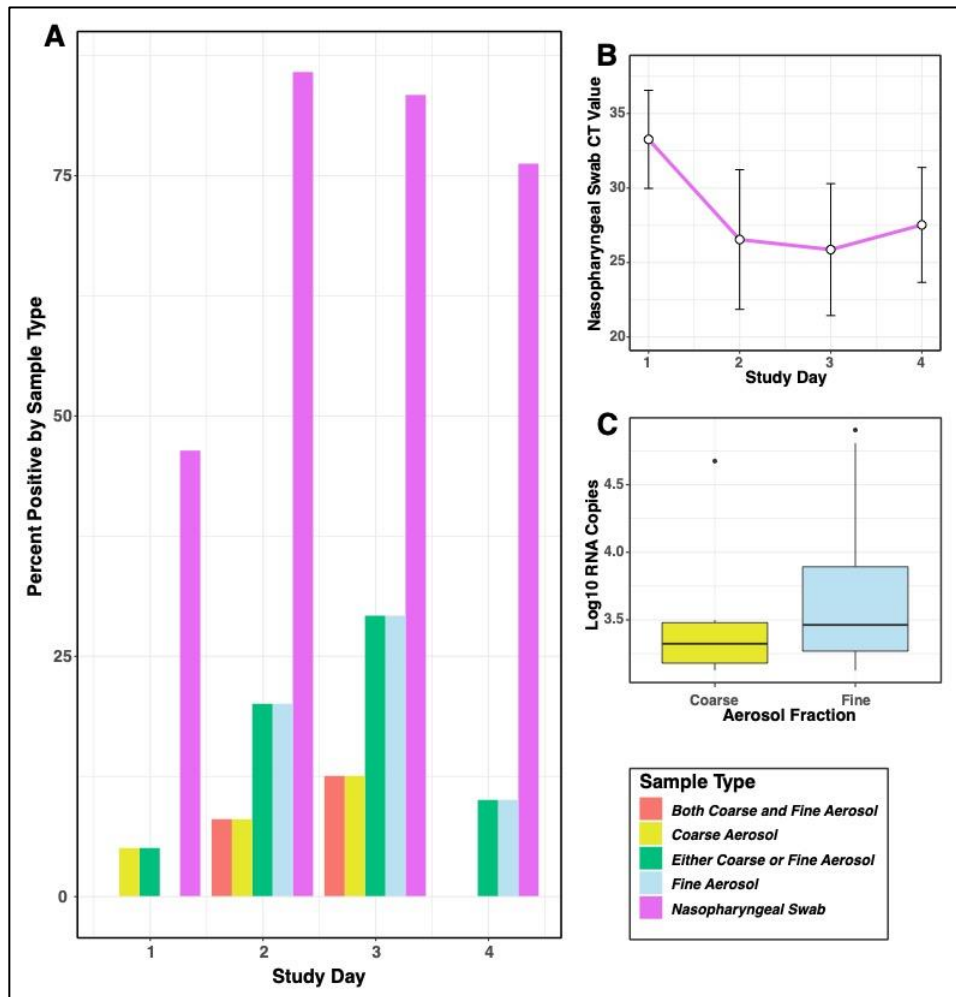 A
Percent Positive by Sample Type
75
50
25
0
1 2 3 4
Study Day
B
Nasopharyngeal Swab CT Value
35
30
25
20
1 2 3 4
Study Day
C
Log10 RNA Copies
4.5
4.0
3.5
Coarse Fine
Aerosol Fraction
Sample Type
Both Coarse and Fine Aerosol
Coarse Aerosol
Either Coarse or Fine Aerosol
Fine Aerosol
Nasopharyngeal Swab